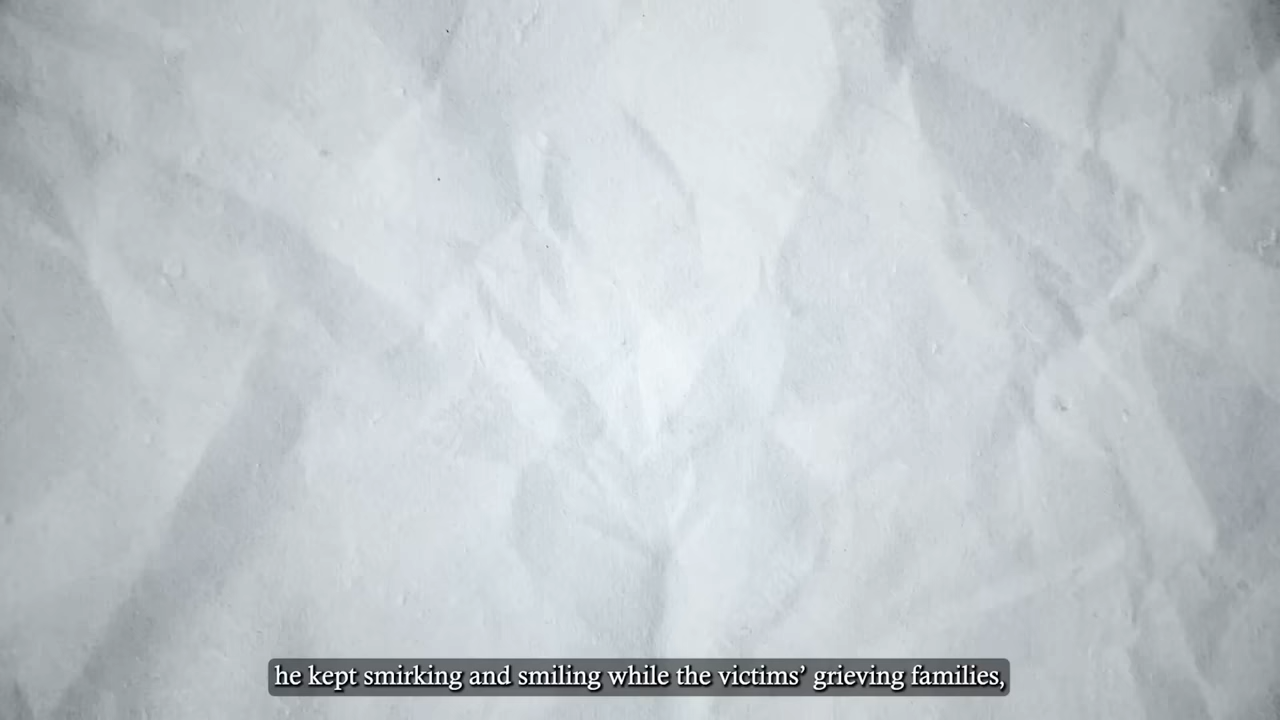 he kept smirking and smiling while the victims’ grieving families,